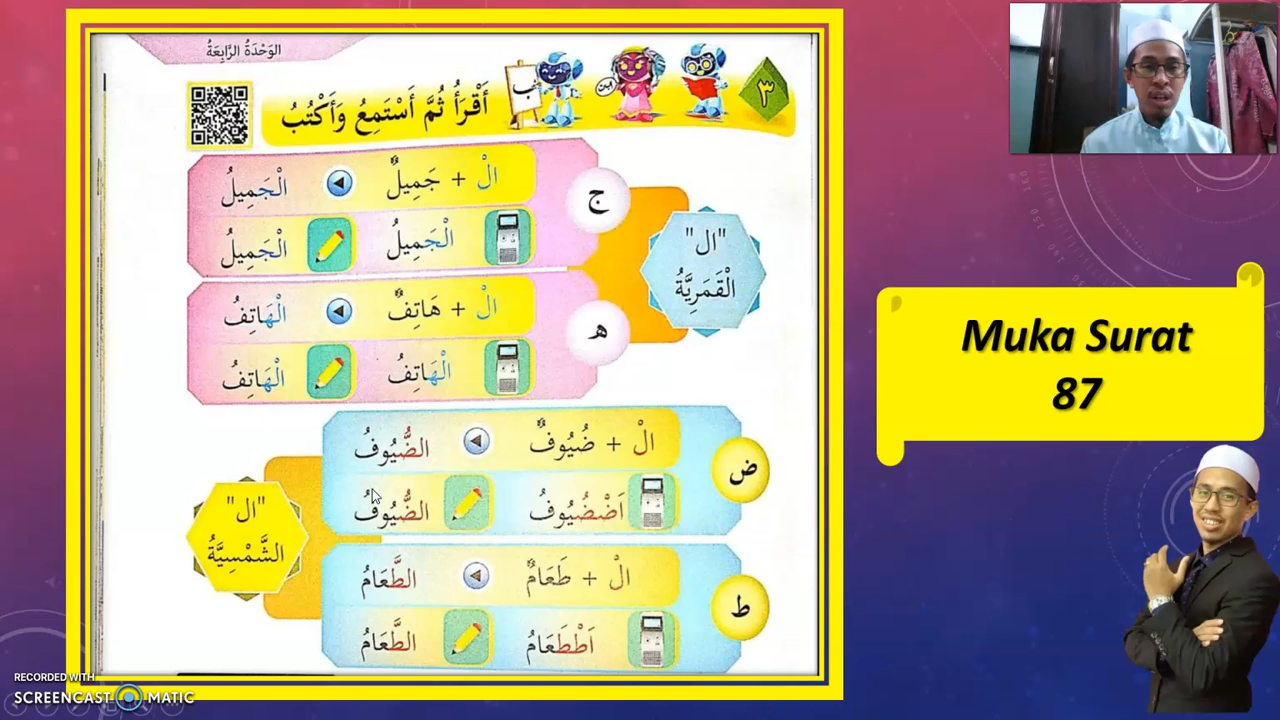 الوَحْدَةُ الرَّابِعَةُ
٣
أَقْرَأُ ثُمَّ أَسْتَمِعُ وَأَكْتُبُ
ب
"ال"
الْقَمَرِيَّةُ
ج
الْ + جَمِيلٌ الْجَمِيلُ
الْجَمِيلُ الْجَمِيلُ
هـ
الْ + هَاتِفٌ الْهَاتِفُ
الْهَاتِفُ الْهَاتِفُ
"ال"
الشَّمْسِيَّةُ
ض
الْ + ضُيُوفٌ الضُّيُوفُ
اَضْضُيُوفُ الضُّيُوفُ
ط
الْ + طَعَامٌ الطَّعَامُ
اَطْطَعَامُ الطَّعَامُ
Muka Surat
87
RECORDED WITH
SCREENCAST MATIC